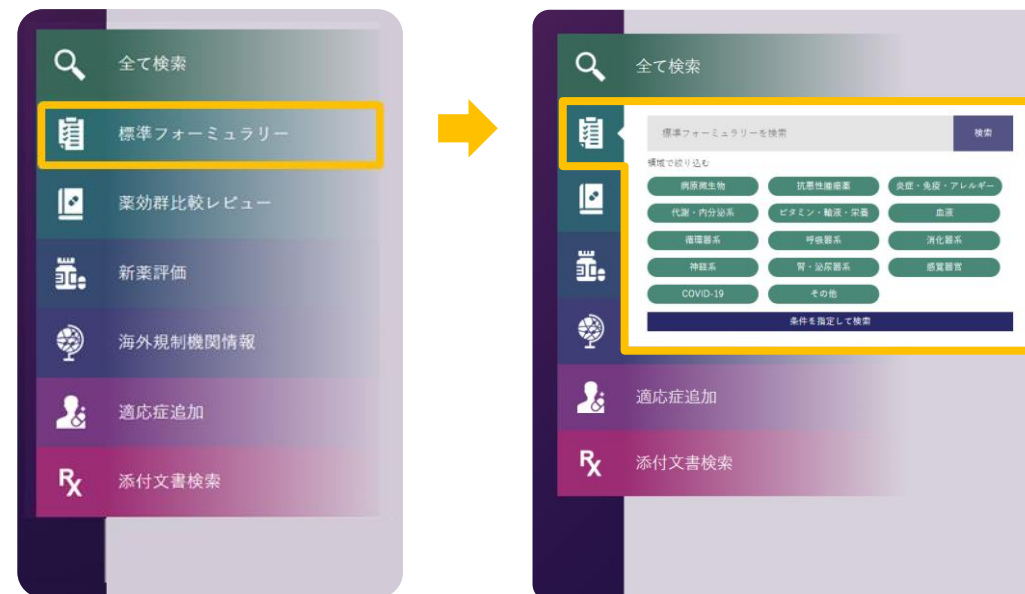 全て検索
標準フォーミュラリー
薬効群比較レビュー
新薬評価
海外規制機関情報
適応症追加
Rx 添付文書検索
全て検索
標準フォーミュラリーを検索 検索
領域で絞り込む
病原微生物 抗悪性腫瘍薬 炎症・免疫・アレルギー
代謝・内分泌系 ビタミン・輸液・栄養 血液
循環器系 呼吸器系 消化器系
神経系 腎・泌尿器系 感覚器官
COVID-19 その他
条件を指定して検索
適応症追加
Rx 添付文書検索